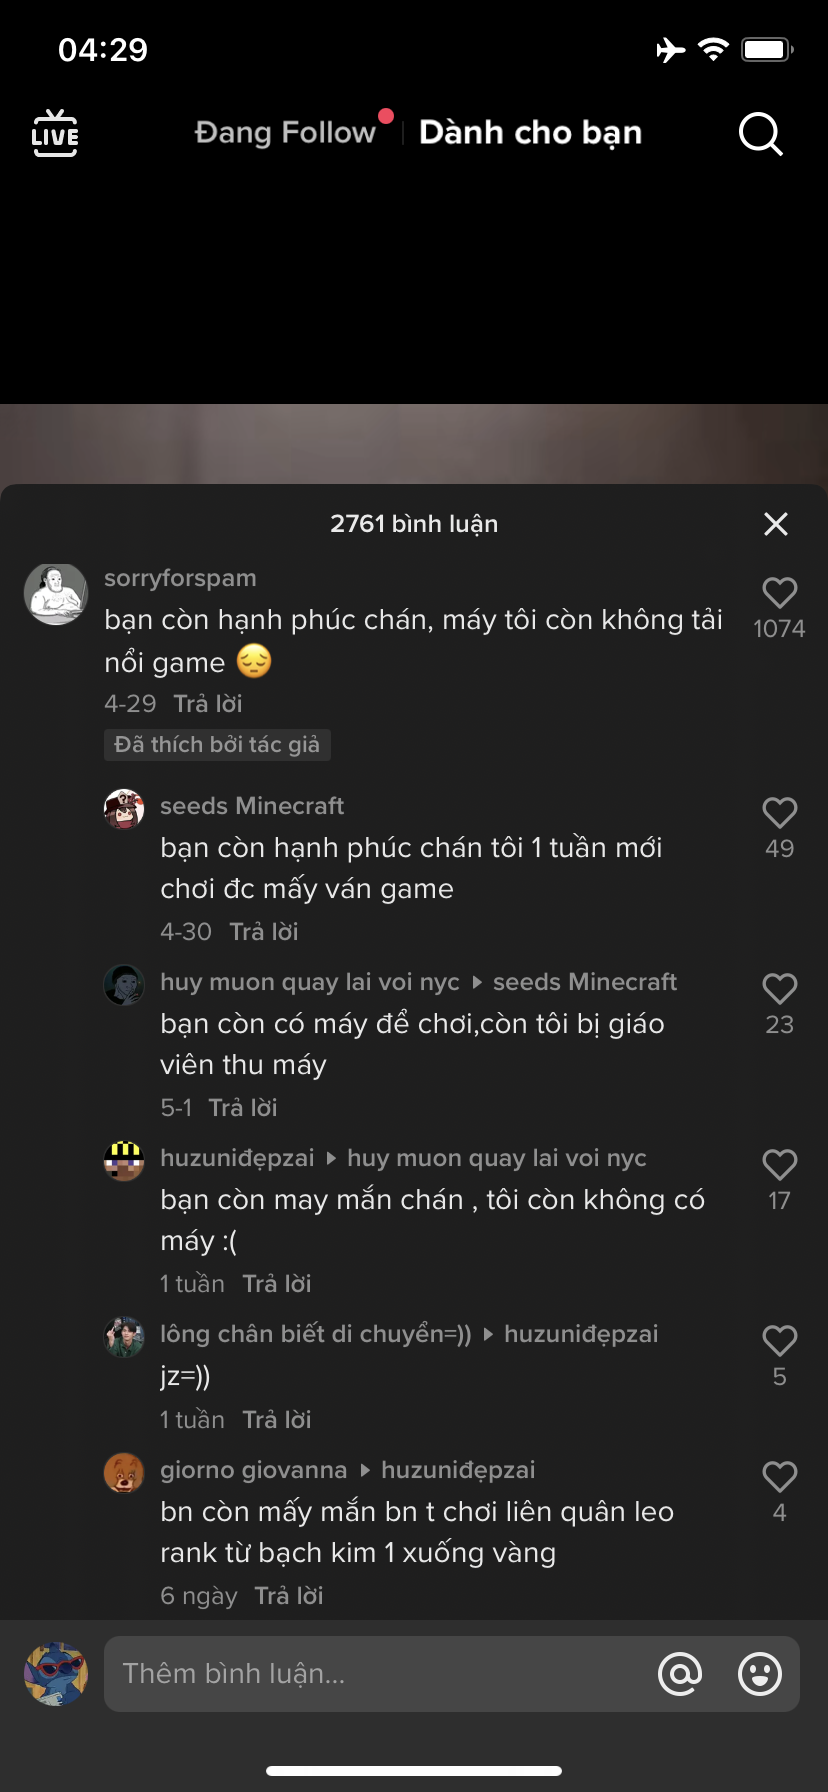 04:29
LIVE
Đang Follow
Dành cho bạn
2761 bình luận
sorryforspam
bạn còn hạnh phúc chán, máy tôi còn không tải
nổi game 😔
1074
4-29 Trả lời
Đã thích bởi tác giả
seeds Minecraft
bạn còn hạnh phúc chán tôi 1 tuần mới
chơi đc mấy ván game
49
4-30 Trả lời
huy muon quay lai voi nyc ▸ seeds Minecraft
bạn còn có máy để chơi,còn tôi bị giáo
viên thu máy
23
5-1 Trả lời
huzuniđẹpzai ▸ huy muon quay lai voi nyc
bạn còn may mắn chán , tôi còn không có
máy :(
17
1 tuần Trả lời
lông chân biết di chuyển=)) ▸ huzuniđẹpzai
jz=))
5
1 tuần Trả lời
giorno giovanna ▸ huzuniđẹpzai
bn còn mấy mắn bn t chơi liên quân leo
rank từ bạch kim 1 xuống vàng
4
6 ngày Trả lời
Thêm bình luận...